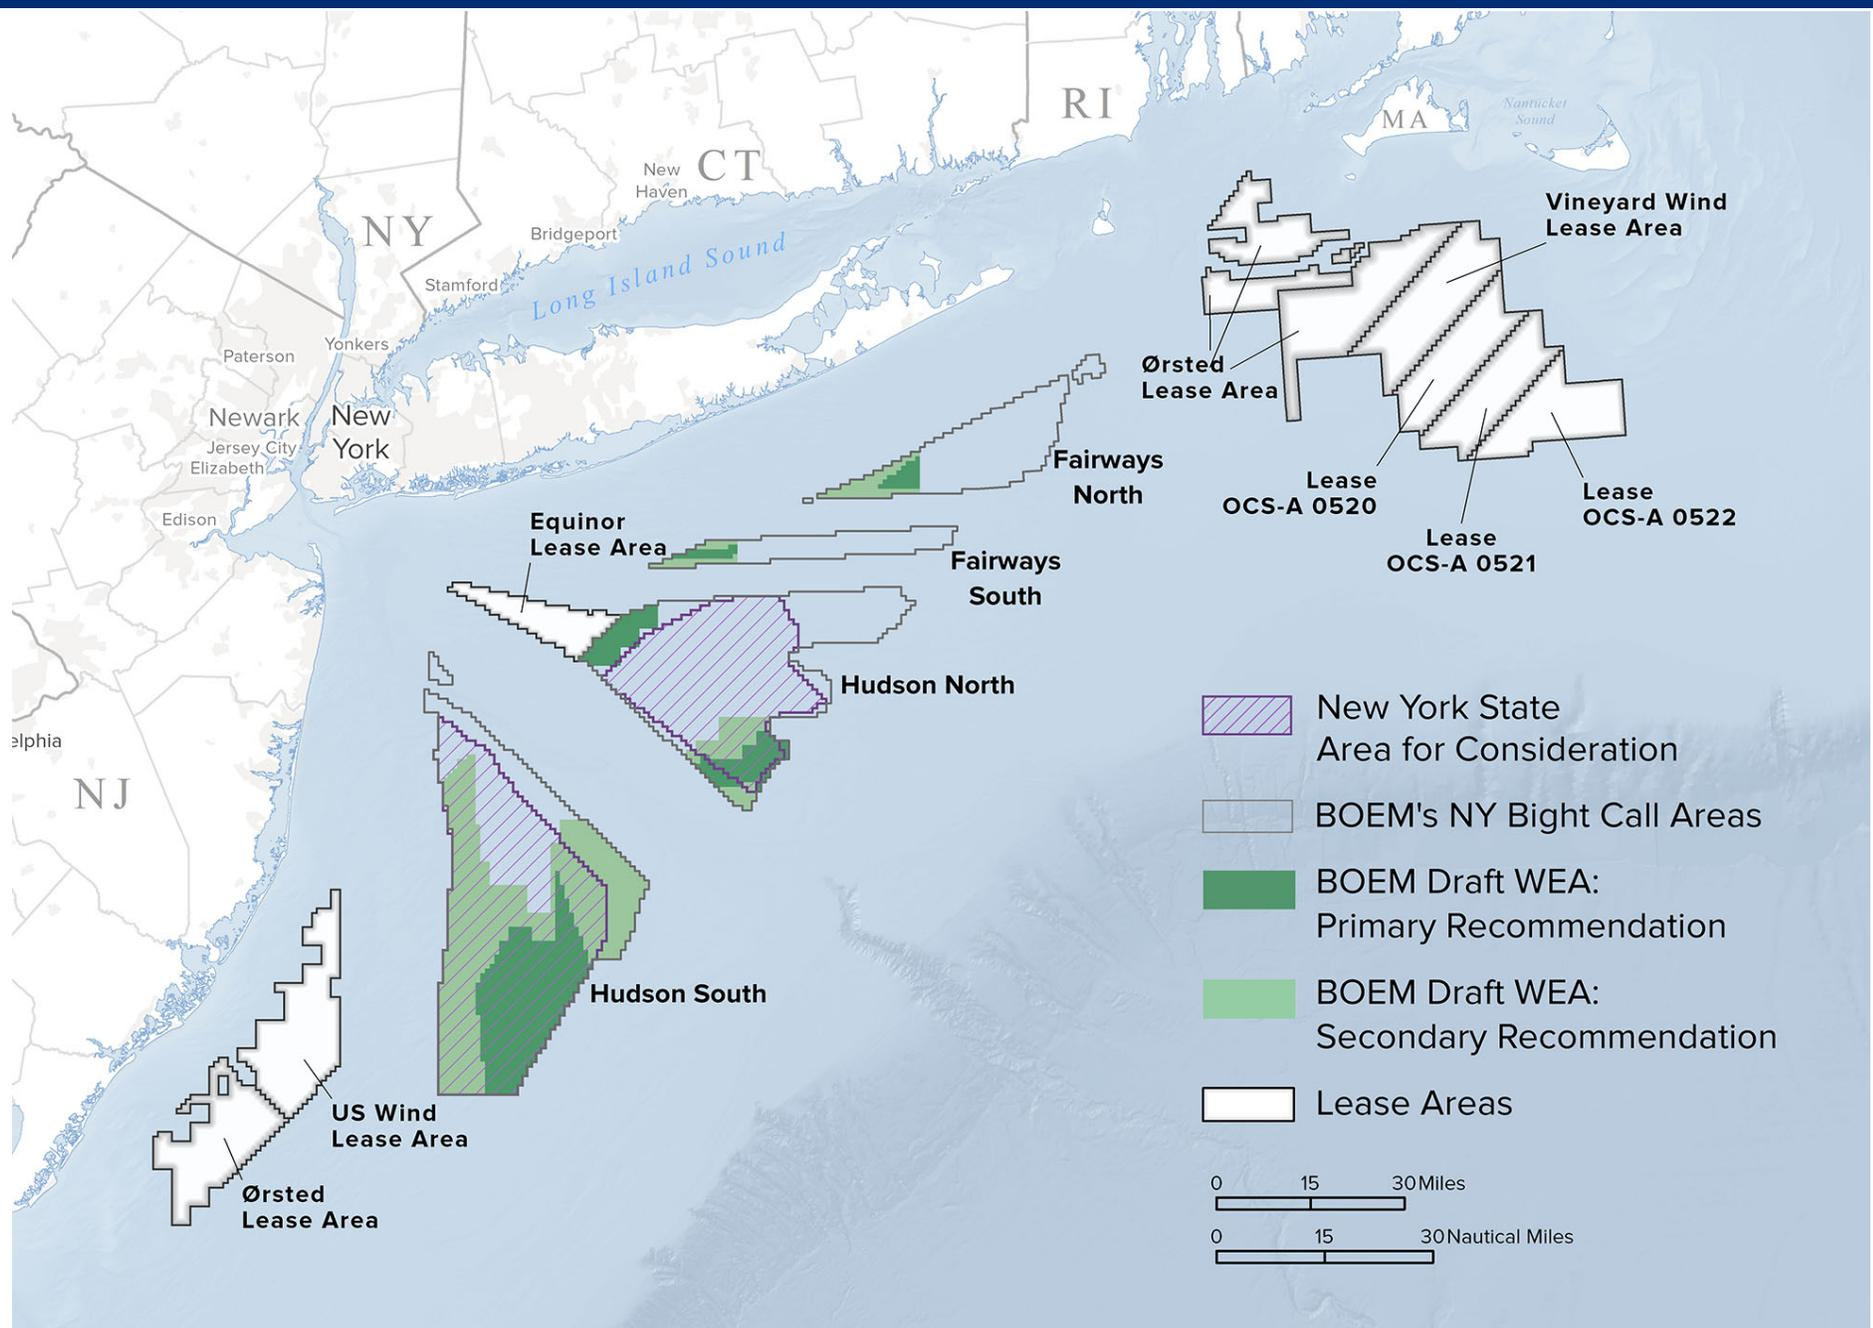 RI
MA
Nantucket
Sound
CT
New
Haven
NY
Bridgeport
Long Island Sound
Stamford
Yonkers
Paterson
Newark
New
York
Jersey City
Elizabeth
Edison
elphia
NJ
Vineyard Wind
Lease Area
Ørsted
Lease Area
Lease
OCS-A 0520
Lease
OCS-A 0521
Lease
OCS-A 0522
Fairways
North
Equinor
Lease Area
Fairways
South
Hudson North
Hudson South
US Wind
Lease Area
Ørsted
Lease Area
New York State
Area for Consideration
BOEM's NY Bight Call Areas
BOEM Draft WEA:
Primary Recommendation
BOEM Draft WEA:
Secondary Recommendation
Lease Areas
0 15 30 Miles
0 15 30 Nautical Miles